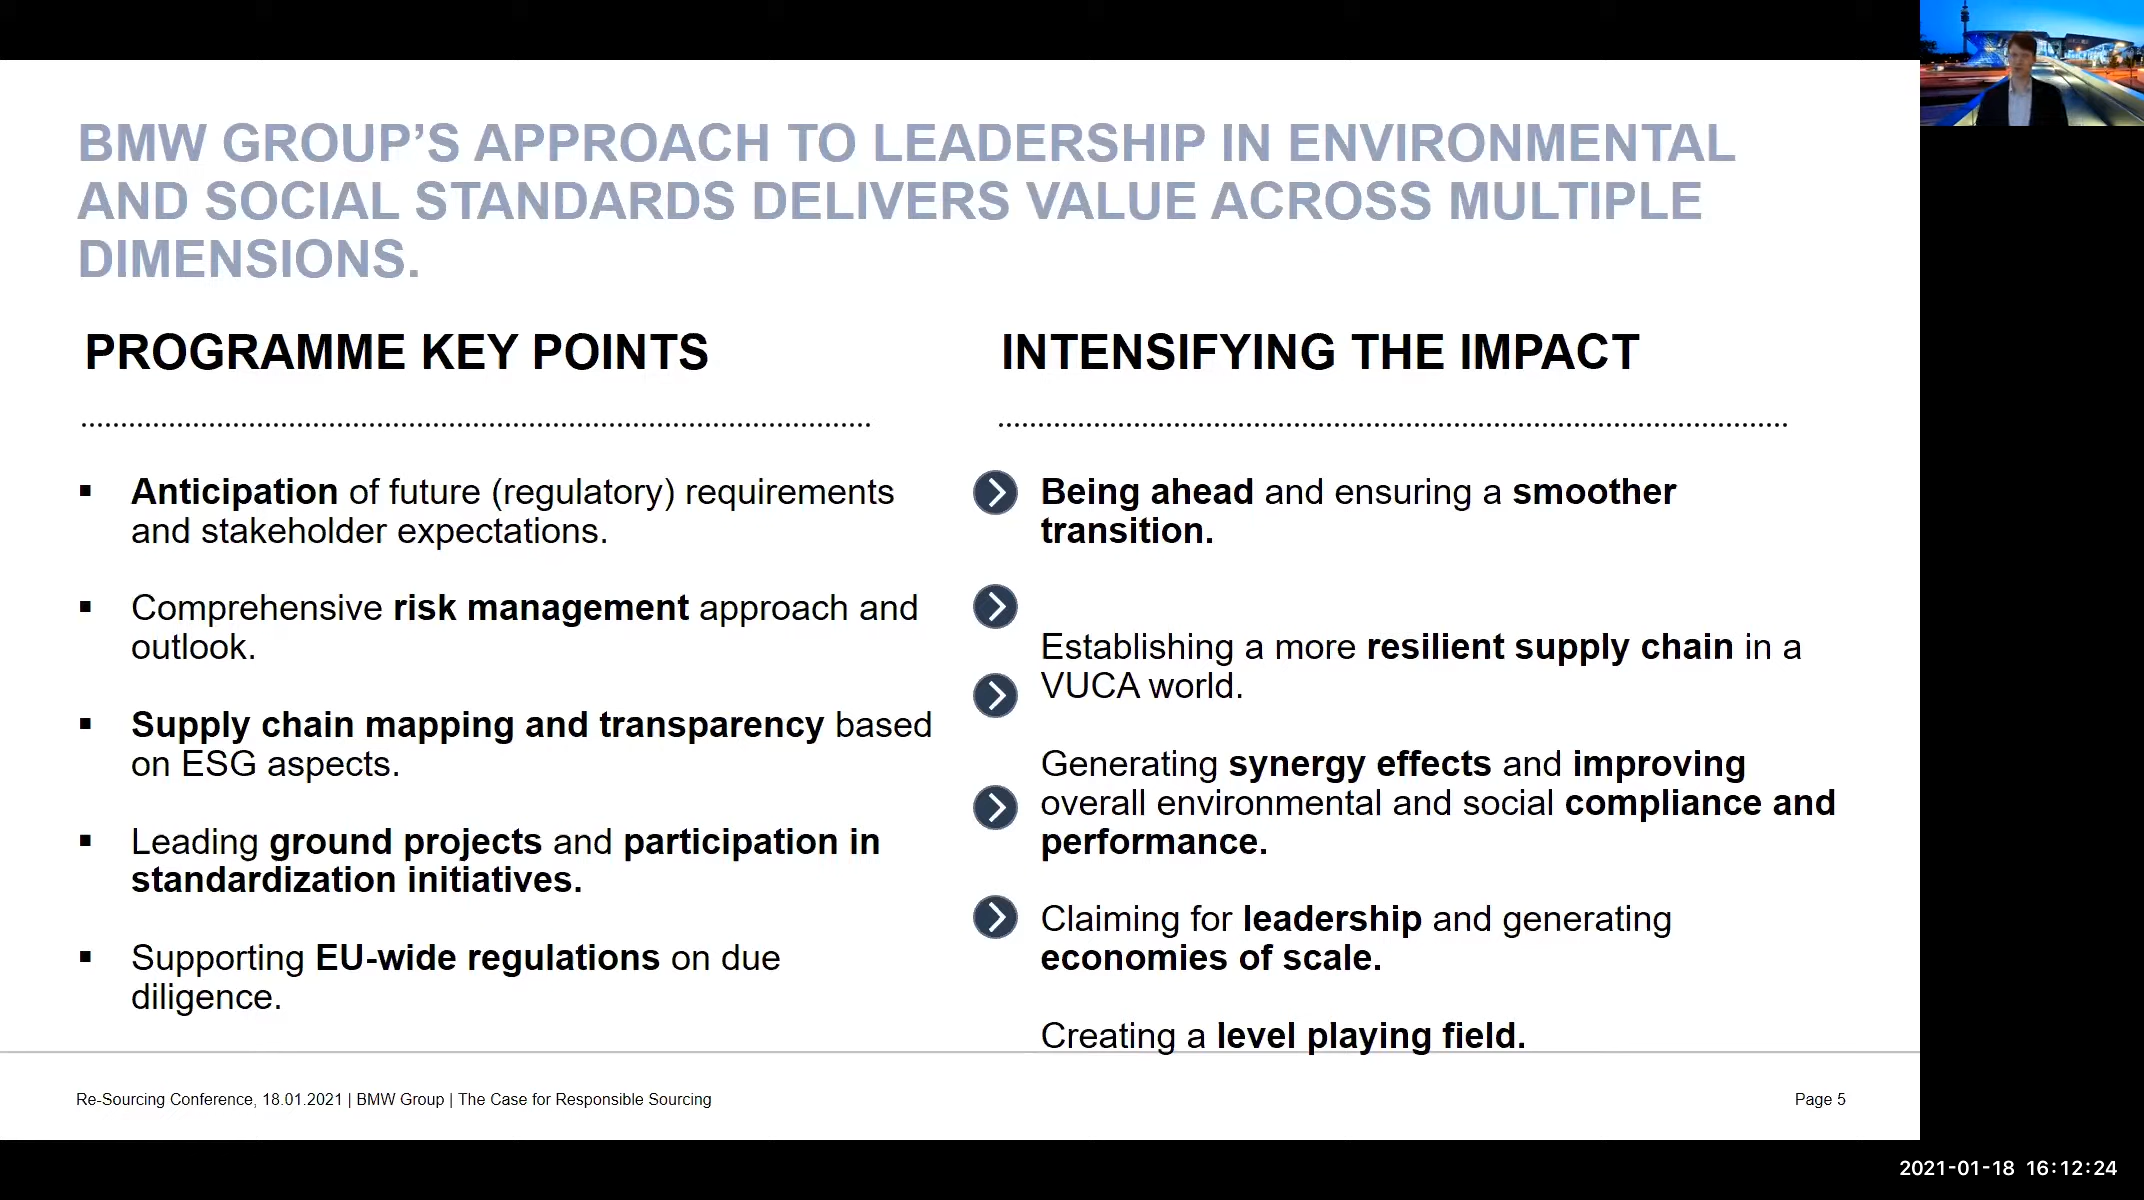 BMW GROUP’S APPROACH TO LEADERSHIP IN ENVIRONMENTAL
AND SOCIAL STANDARDS DELIVERS VALUE ACROSS MULTIPLE
DIMENSIONS.
PROGRAMME KEY POINTS
▪ Anticipation of future (regulatory) requirements
and stakeholder expectations.
▪ Comprehensive risk management approach and
outlook.
▪ Supply chain mapping and transparency based
on ESG aspects.
▪ Leading ground projects and participation in
standardization initiatives.
▪ Supporting EU-wide regulations on due
diligence.
INTENSIFYING THE IMPACT
Being ahead and ensuring a smoother
transition.
Establishing a more resilient supply chain in a
VUCA world.
Generating synergy effects and improving
overall environmental and social compliance and
performance.
Claiming for leadership and generating
economies of scale.
Creating a level playing field.
Re-Sourcing Conference, 18.01.2021 | BMW Group | The Case for Responsible Sourcing
Page 5
2021-01-18 16:12:24